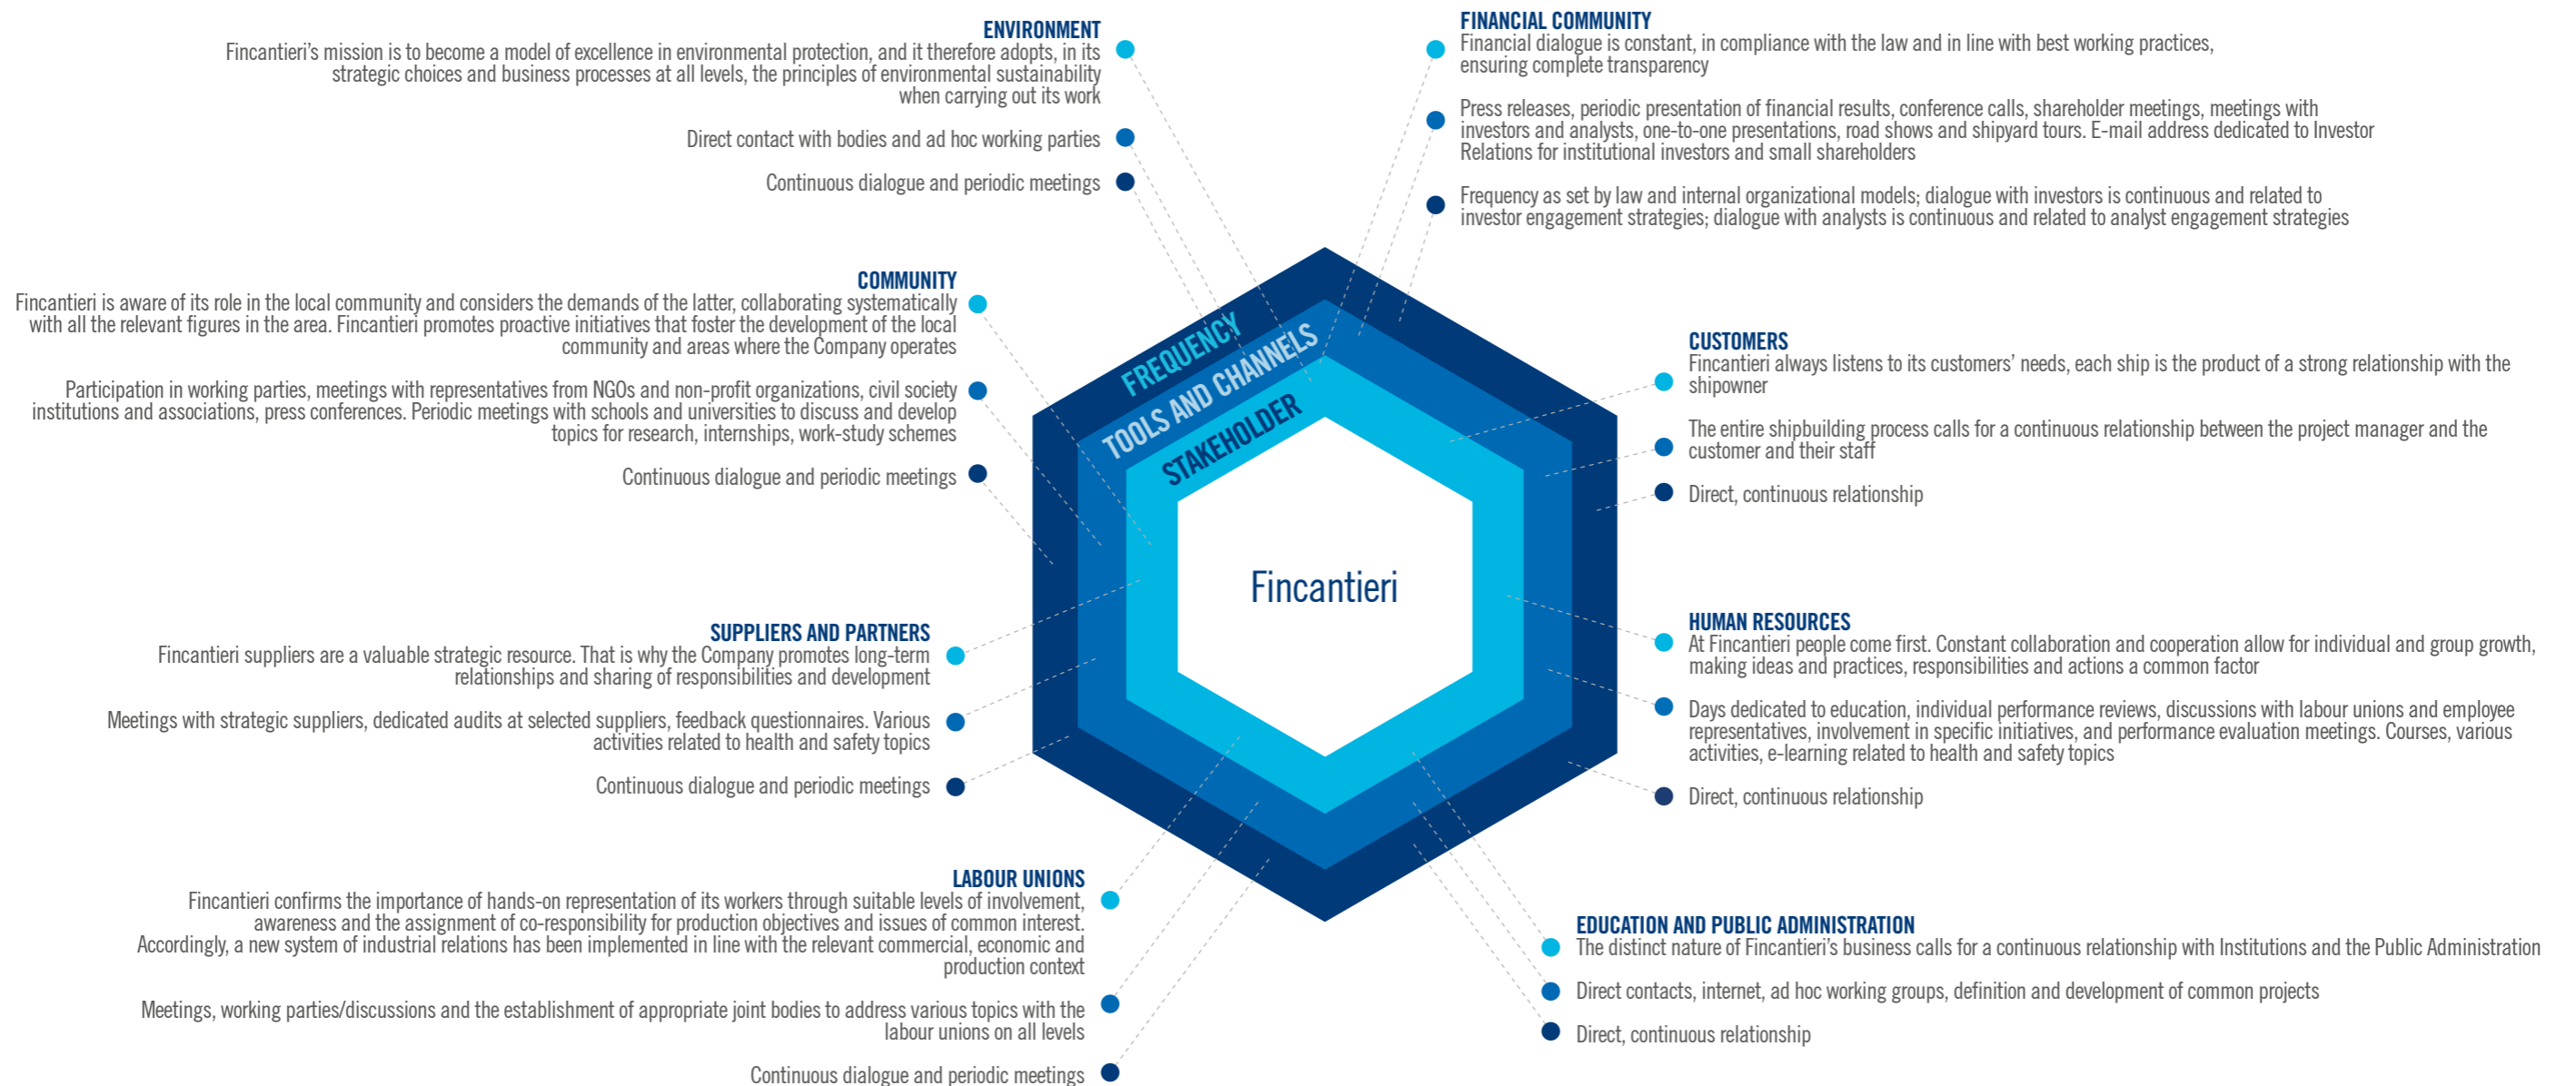 ENVIRONMENT
Fincantieri’s mission is to become a model of excellence in environmental protection, and it therefore adopts, in its
strategic choices and business processes at all levels, the principles of environmental sustainability
when carrying out its work
Direct contact with bodies and ad hoc working parties
Continuous dialogue and periodic meetings
COMMUNITY
Fincantieri is aware of its role in the local community and considers the demands of the latter, collaborating systematically
with all the relevant figures in the area. Fincantieri promotes proactive initiatives that foster the development of the local
community and areas where the Company operates
Participation in working parties, meetings with representatives from NGOs and non-profit organizations, civil society
institutions and associations, press conferences. Periodic meetings with schools and universities to discuss and develop
topics for research, internships, work-study schemes
Continuous dialogue and periodic meetings
SUPPLIERS AND PARTNERS
Fincantieri suppliers are a valuable strategic resource. That is why the Company promotes long-term
relationships and sharing of responsibilities and development
Meetings with strategic suppliers, dedicated audits at selected suppliers, feedback questionnaires. Various
activities related to health and safety topics
Continuous dialogue and periodic meetings
LABOUR UNIONS
Fincantieri confirms the importance of hands-on representation of its workers through suitable levels of involvement,
awareness and the assignment of co-responsibility for production objectives and issues of common interest.
Accordingly, a new system of industrial relations has been implemented in line with the relevant commercial, economic and
production context
Meetings, working parties/discussions and the establishment of appropriate joint bodies to address various topics with the
labour unions on all levels
Continuous dialogue and periodic meetings
FREQUENCY
TOOLS AND CHANNELS
STAKEHOLDER
Fincantieri
FINANCIAL COMMUNITY
Financial dialogue is constant, in compliance with the law and in line with best working practices,
ensuring complete transparency
Press releases, periodic presentation of financial results, conference calls, shareholder meetings, meetings with
investors and analysts, one-to-one presentations, road shows and shipyard tours. E-mail address dedicated to Investor
Relations for institutional investors and small shareholders
Frequency as set by law and internal organizational models; dialogue with investors is continuous and related to
investor engagement strategies; dialogue with analysts is continuous and related to analyst engagement strategies
CUSTOMERS
Fincantieri always listens to its customers’ needs, each ship is the product of a strong relationship with the
shipowner
The entire shipbuilding process calls for a continuous relationship between the project manager and the
customer and their staff
Direct, continuous relationship
HUMAN RESOURCES
At Fincantieri people come first. Constant collaboration and cooperation allow for individual and group growth,
making ideas and practices, responsibilities and actions a common factor
Days dedicated to education, individual performance reviews, discussions with labour unions and employee
representatives, involvement in specific initiatives, and performance evaluation meetings. Courses, various
activities, e-learning related to health and safety topics
Direct, continuous relationship
EDUCATION AND PUBLIC ADMINISTRATION
The distinct nature of Fincantieri’s business calls for a continuous relationship with Institutions and the Public Administration
Direct contacts, internet, ad hoc working groups, definition and development of common projects
Direct, continuous relationship